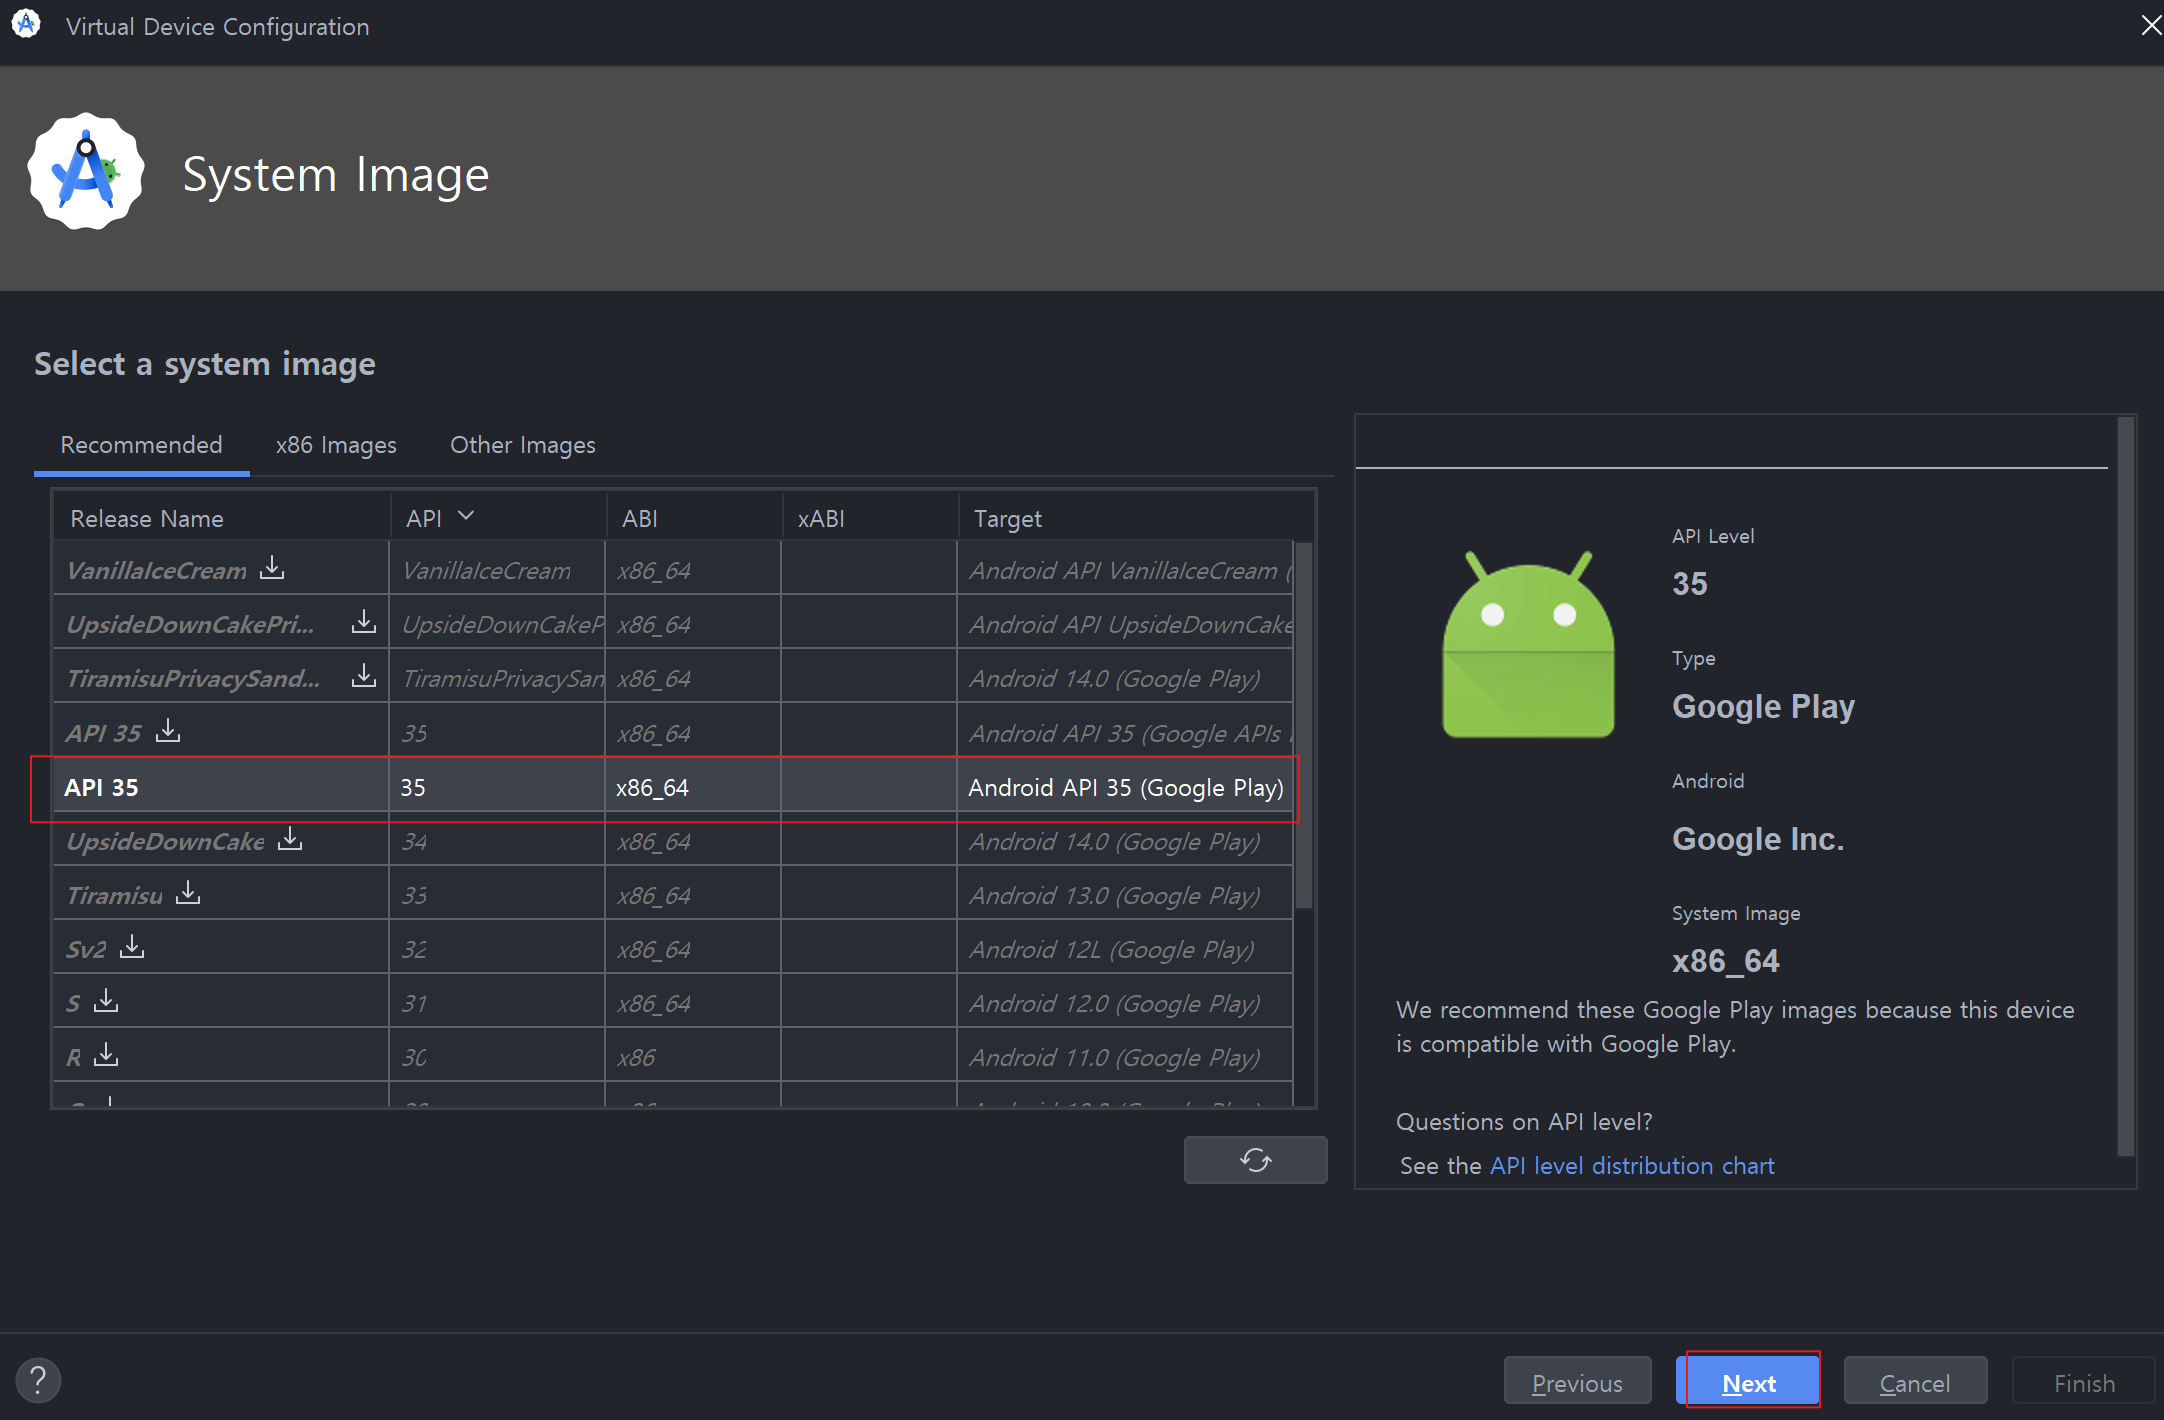 Virtual Device Configuration
System Image
Select a system image
Recommended x86 Images Other Images
Release Name API ABI xABI Target
VanillaIceCream VanillaIceCream x86_64 Android API VanillaIceCream (
UpsideDownCakePri... UpsideDownCakeP x86_64 Android API UpsideDownCake
TiramisuPrivacySand... TiramisuPrivacySan x86_64 Android 14.0 (Google Play)
API 35 35 x86_64 Android API 35 (Google APIs
API 35 35 x86_64 Android API 35 (Google Play)
UpsideDownCake 34 x86_64 Android 14.0 (Google Play)
Tiramisu 33 x86_64 Android 13.0 (Google Play)
Sv2 32 x86_64 Android 12L (Google Play)
S 31 x86_64 Android 12.0 (Google Play)
R 30 x86 Android 11.0 (Google Play)
API Level
35
Type
Google Play
Android
Google Inc.
System Image
x86_64
We recommend these Google Play images because this device
is compatible with Google Play.
Questions on API level?
See the API level distribution chart
? Previous Next Cancel Finish